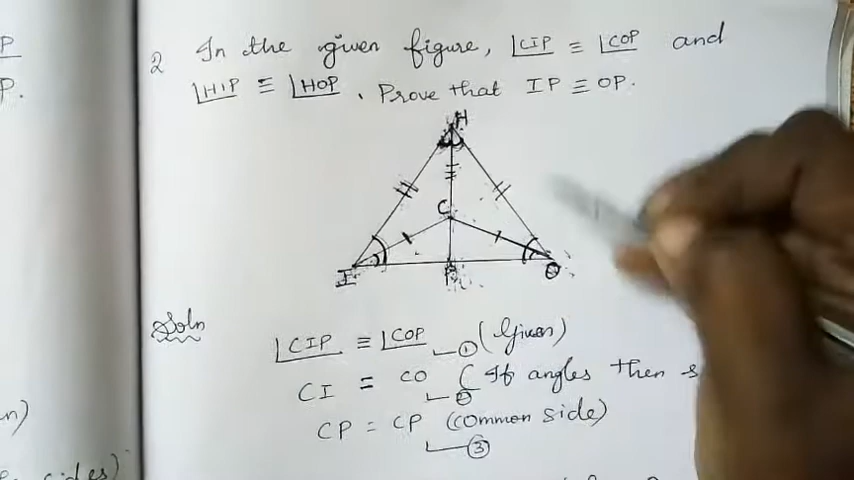 P
P.
2 In the given figure, ∠CIP ≡ ∠COP and
∠HIP ≡ ∠HOP. Prove that IP ≡ OP.
H
C
I
P
O
Soln
∠CIP ≡ ∠COP (Given)
①
CI = CO (If angles then s
②
CP = CP (common side)
③
n)
sides)